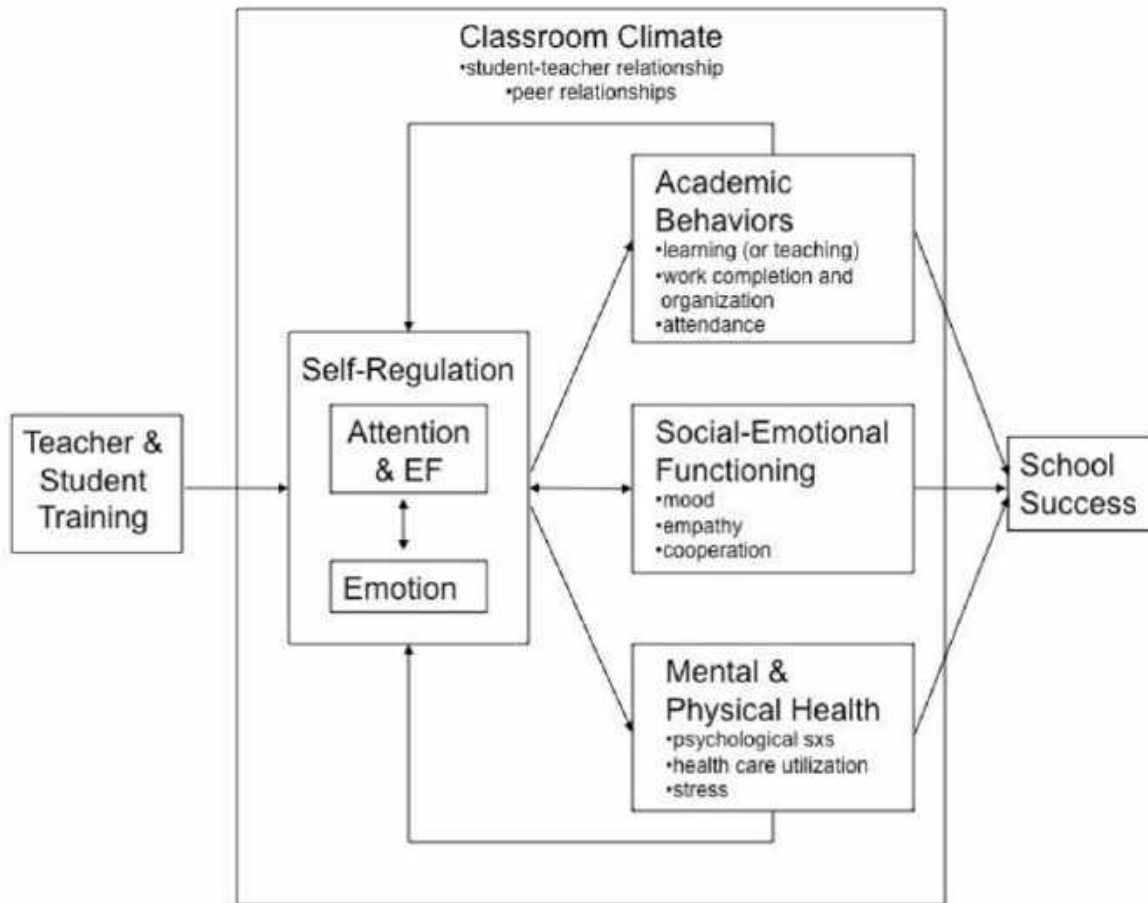 Classroom Climate
•student-teacher relationship
•peer relationships
Academic
Behaviors
•learning (or teaching)
•work completion and
organization
•attendance
Self-Regulation
Attention
& EF
Emotion
Teacher &
Student
Training
Social-Emotional
Functioning
•mood
•empathy
•cooperation
School
Success
Mental &
Physical Health
•psychological sxs
•health care utilization
•stress